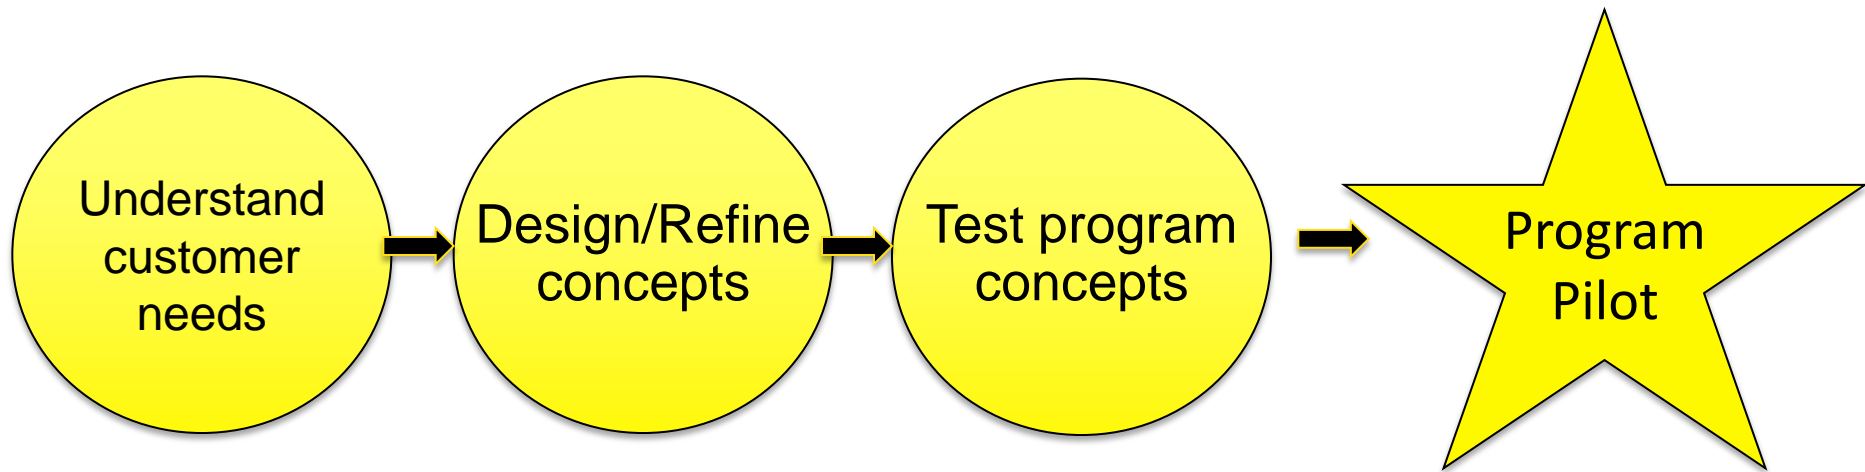 Understand
customer
needs
Design/Refine
concepts
Test program
concepts
Program
Pilot